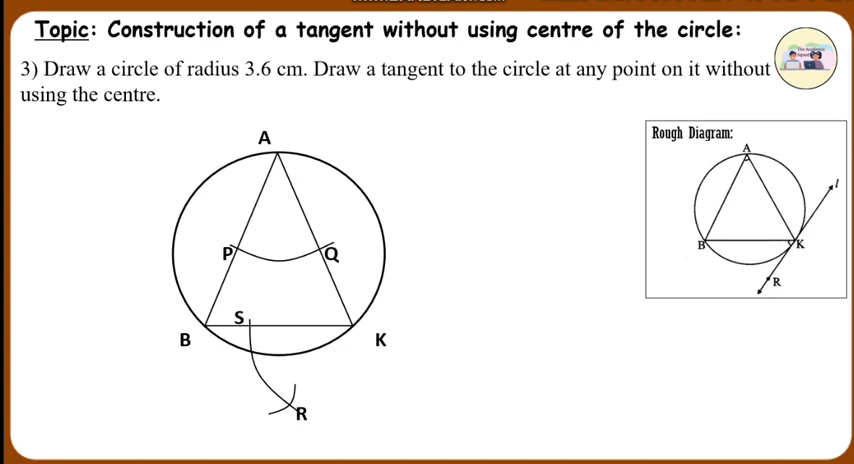 Topic: Construction of a tangent without using centre of the circle:
3) Draw a circle of radius 3.6 cm. Draw a tangent to the circle at any point on it without
using the centre.
Rough Diagram:
A
A
l
P
Q
B
K
S
R
B
K
R